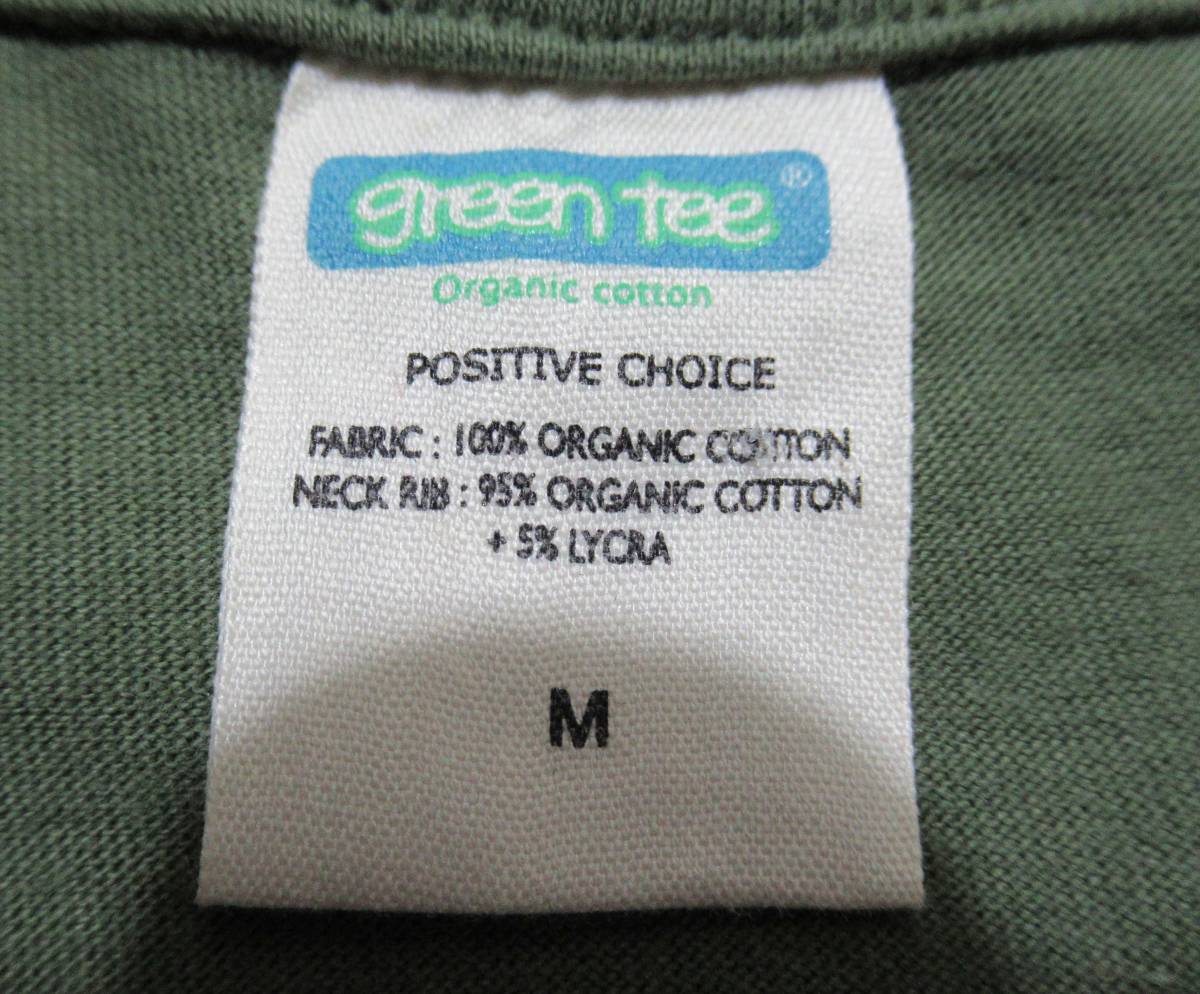 green tee®
Organic cotton
POSITIVE CHOICE
FABRIC : 100% ORGANIC COTTON
NECK RIB : 95% ORGANIC COTTON
+ 5% LYCRA
M